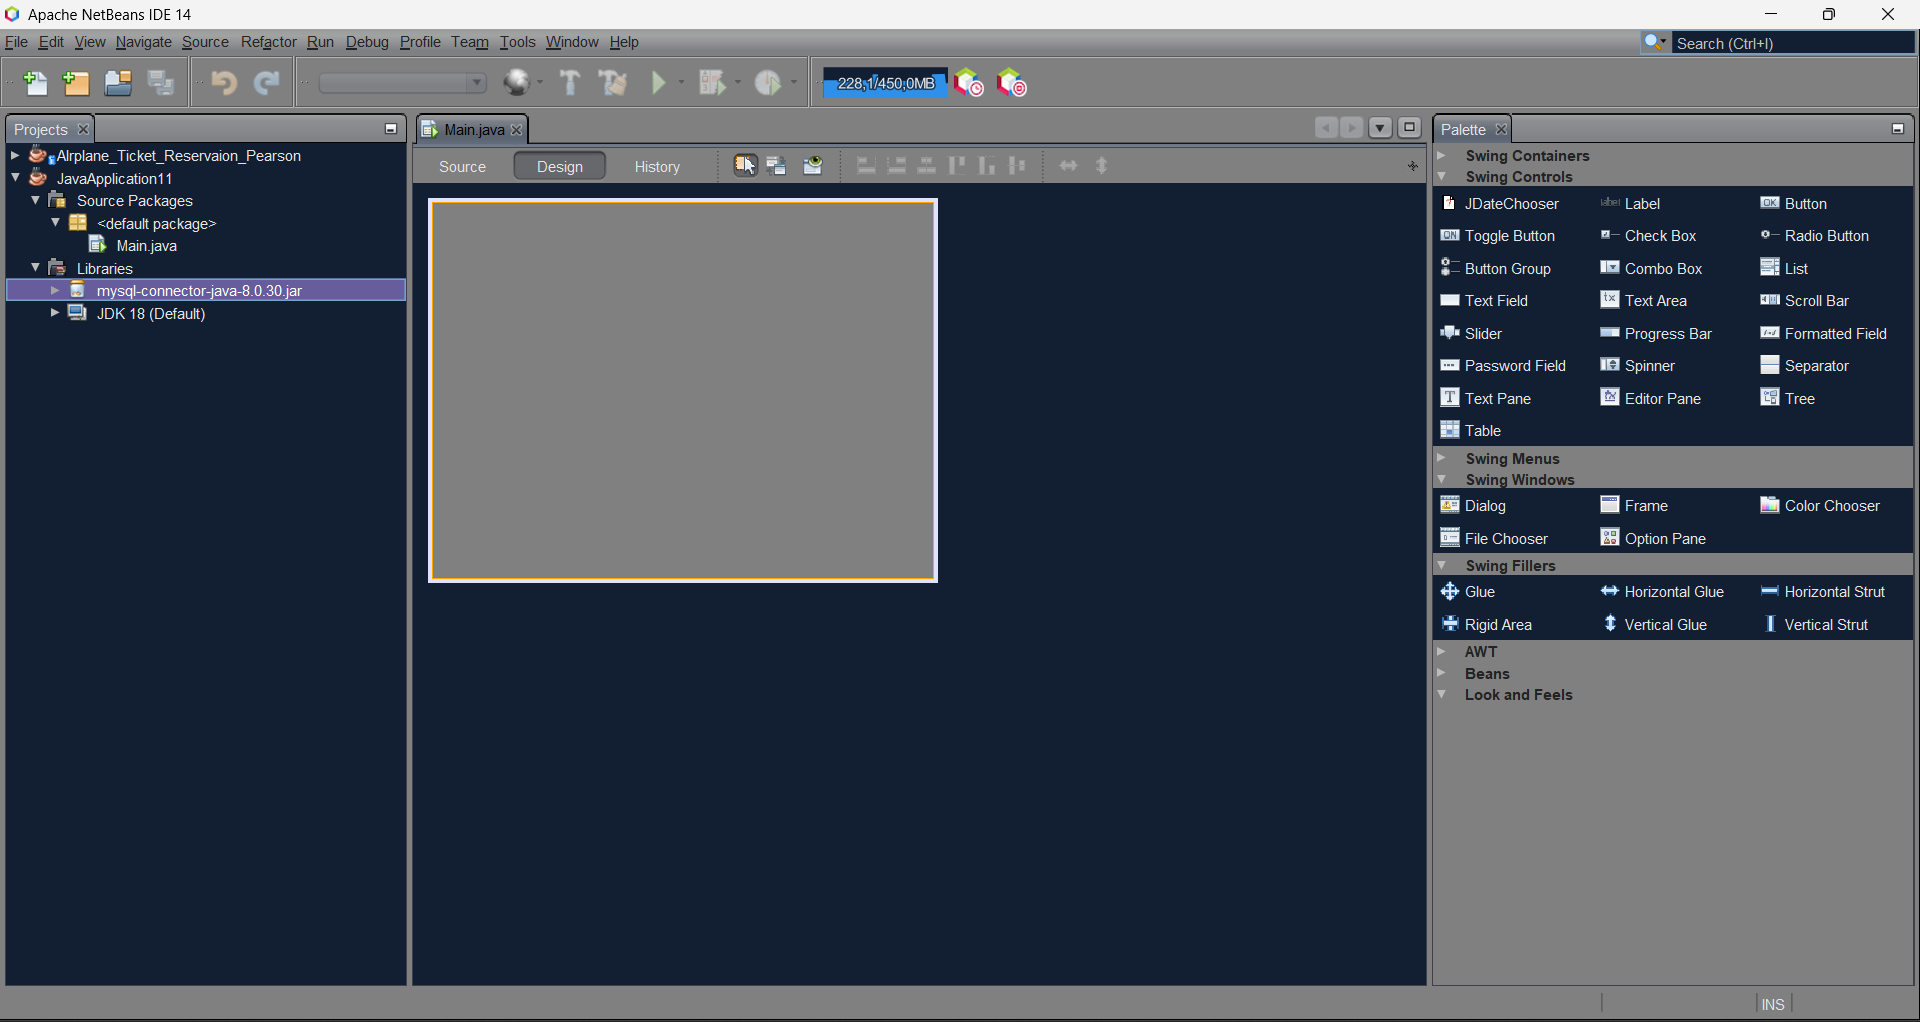 Apache NetBeans IDE 14
File Edit View Navigate Source Refactor Run Debug Profile Team Tools Window Help
Search (Ctrl+I)
228,1/450,0MB
Projects
AIrplane_Ticket_Reservaion_Pearson
JavaApplication11
Source Packages
<default package>
Main.java
Libraries
mysql-connector-java-8.0.30.jar
JDK 18 (Default)
Main.java
Source Design History
Palette
Swing Containers
Swing Controls
JDateChooser Label Button
Toggle Button Check Box Radio Button
Button Group Combo Box List
Text Field Text Area Scroll Bar
Slider Progress Bar Formatted Field
Password Field Spinner Separator
Text Pane Editor Pane Tree
Table
Swing Menus
Swing Windows
Dialog Frame Color Chooser
File Chooser Option Pane
Swing Fillers
Glue Horizontal Glue Horizontal Strut
Rigid Area Vertical Glue Vertical Strut
AWT
Beans
Look and Feels
INS